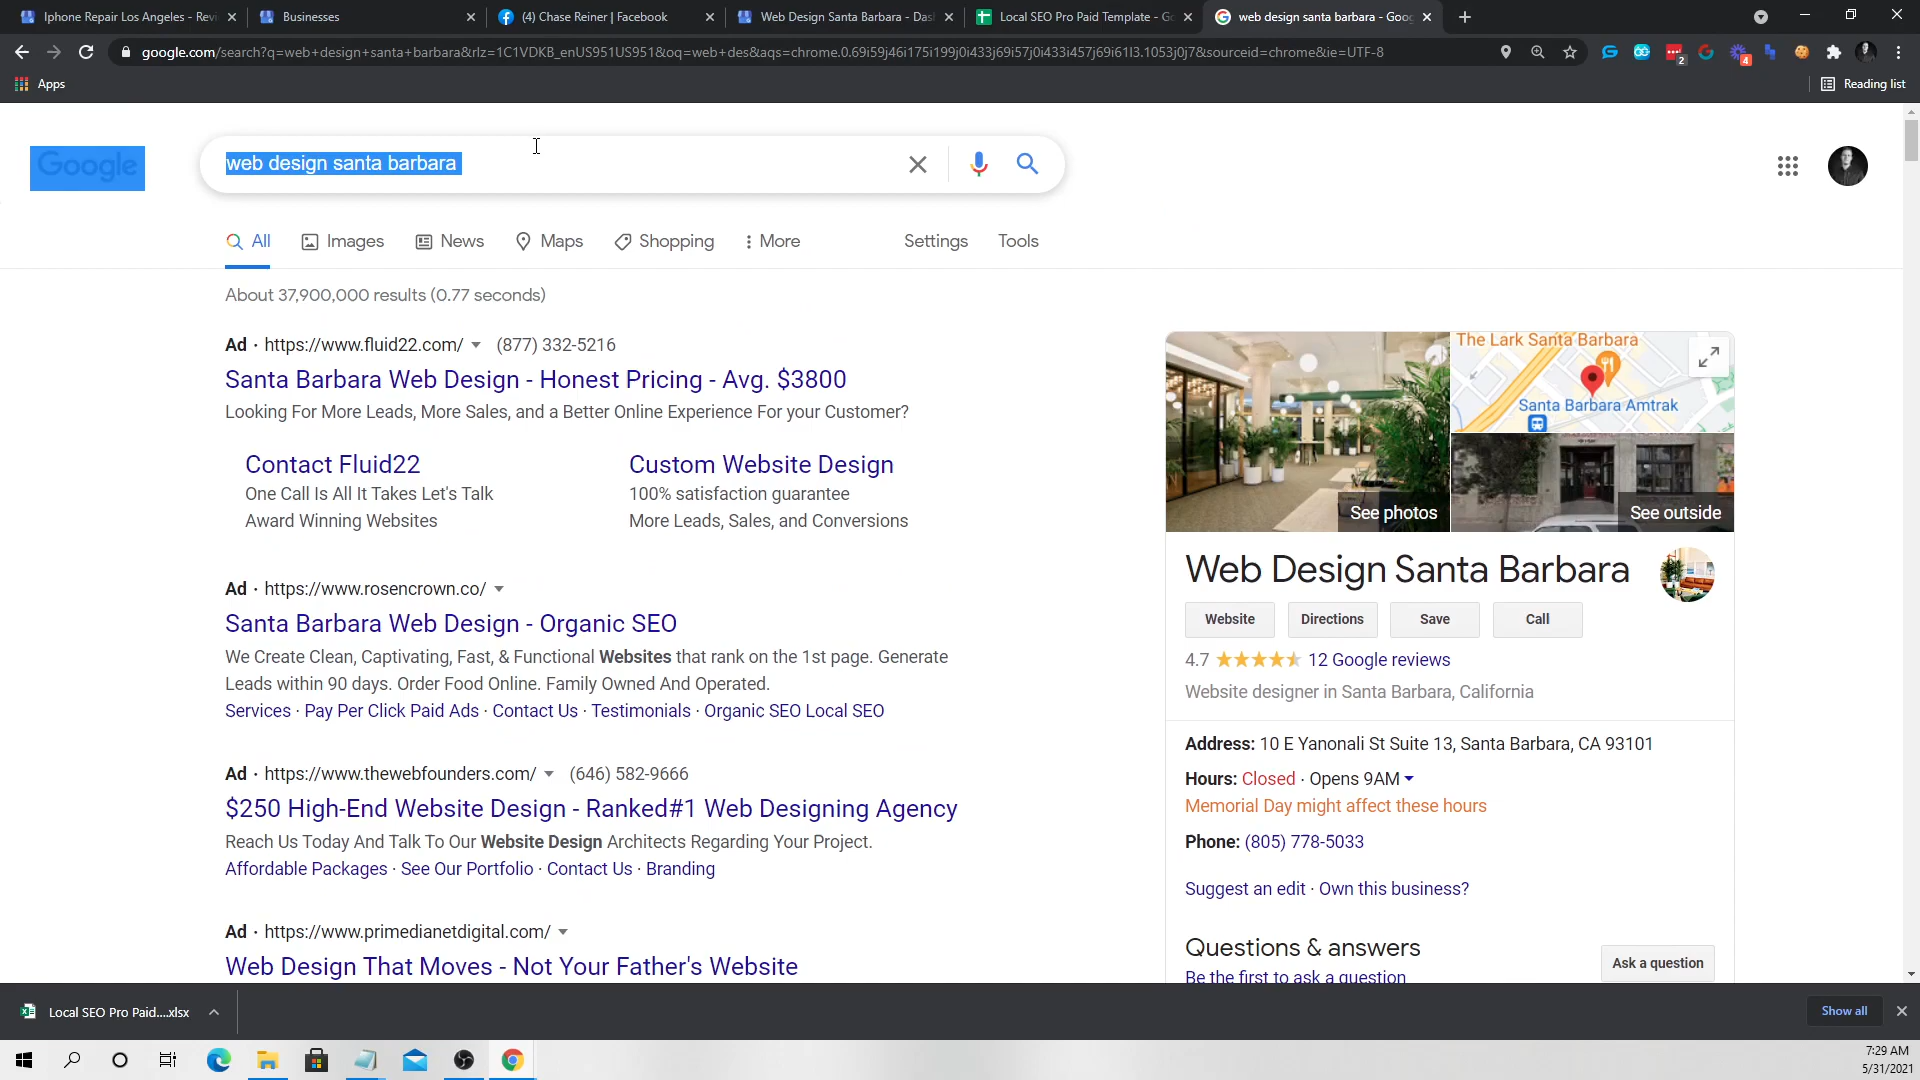 Iphone Repair Los Angeles - Revi
Businesses
(4) Chase Reiner | Facebook
Web Design Santa Barbara - Das
Local SEO Pro Paid Template - Go
web design santa barbara - Goog
google.com/search?q=web+design+santa+barbara&rlz=1C1VDKB_enUS951US951&oq=web+des&aqs=chrome.0.69i59j46i175i199j0i433j69i57j0i433i457j69i61l3.1053j0j7&sourceid=chrome&ie=UTF-8
2
4
Apps
Reading list
Google
web design santa barbara
All
Images
News
Maps
Shopping
More
Settings
Tools
About 37,900,000 results (0.77 seconds)
Ad · https://www.fluid22.com/ (877) 332-5216
Santa Barbara Web Design - Honest Pricing - Avg. $3800
Looking For More Leads, More Sales, and a Better Online Experience For your Customer?
Contact Fluid22
One Call Is All It Takes Let's Talk
Award Winning Websites
Custom Website Design
100% satisfaction guarantee
More Leads, Sales, and Conversions
Ad · https://www.rosencrown.co/
Santa Barbara Web Design - Organic SEO
We Create Clean, Captivating, Fast, & Functional Websites that rank on the 1st page. Generate
Leads within 90 days. Order Food Online. Family Owned And Operated.
Services · Pay Per Click Paid Ads · Contact Us · Testimonials · Organic SEO Local SEO
Ad · https://www.thewebfounders.com/ (646) 582-9666
$250 High-End Website Design - Ranked#1 Web Designing Agency
Reach Us Today And Talk To Our Website Design Architects Regarding Your Project.
Affordable Packages · See Our Portfolio · Contact Us · Branding
Ad · https://www.primedianetdigital.com/
Web Design That Moves - Not Your Father's Website
The Lark Santa Barbara
Santa Barbara Amtrak
See photos
See outside
Web Design Santa Barbara
Website
Directions
Save
Call
4.7 12 Google reviews
Website designer in Santa Barbara, California
Address: 10 E Yanonali St Suite 13, Santa Barbara, CA 93101
Hours: Closed · Opens 9AM
Memorial Day might affect these hours
Phone: (805) 778-5033
Suggest an edit · Own this business?
Questions & answers
Be the first to ask a question
Ask a question
Local SEO Pro Paid....xlsx
Show all
7:29 AM
5/31/2021